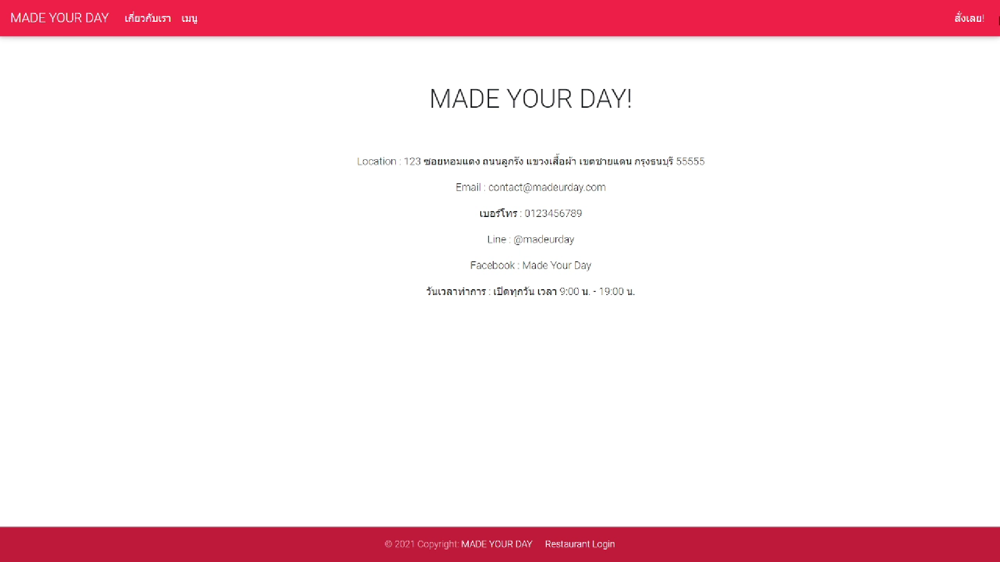 MADE YOUR DAY เกี่ยวกับเรา เมนู สั่งเลย!
MADE YOUR DAY!
Location : 123 ซอยหอมแดง ถนนลูกรัง แขวงเสื้อผ้า เขตชายแดน กรุงธนบุรี 55555
Email : contact@madeurday.com
เบอร์โทร : 0123456789
Line : @madeurday
Facebook : Made Your Day
วันเวลาทำการ : เปิดทุกวัน เวลา 9:00 น. - 19:00 น.
© 2021 Copyright: MADE YOUR DAY Restaurant Login